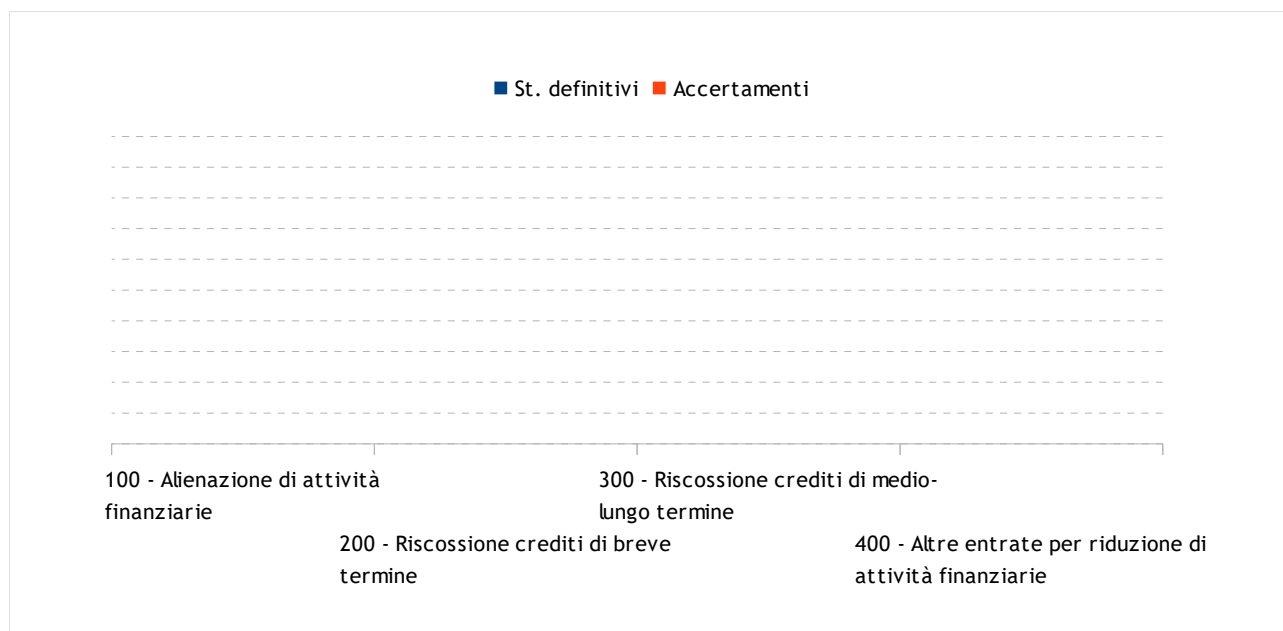 St. definitivi Accertamenti
100 - Alienazione di attività
finanziarie
200 - Riscossione crediti di breve
termine
300 - Riscossione crediti di medio-
lungo termine
400 - Altre entrate per riduzione di
attività finanziarie